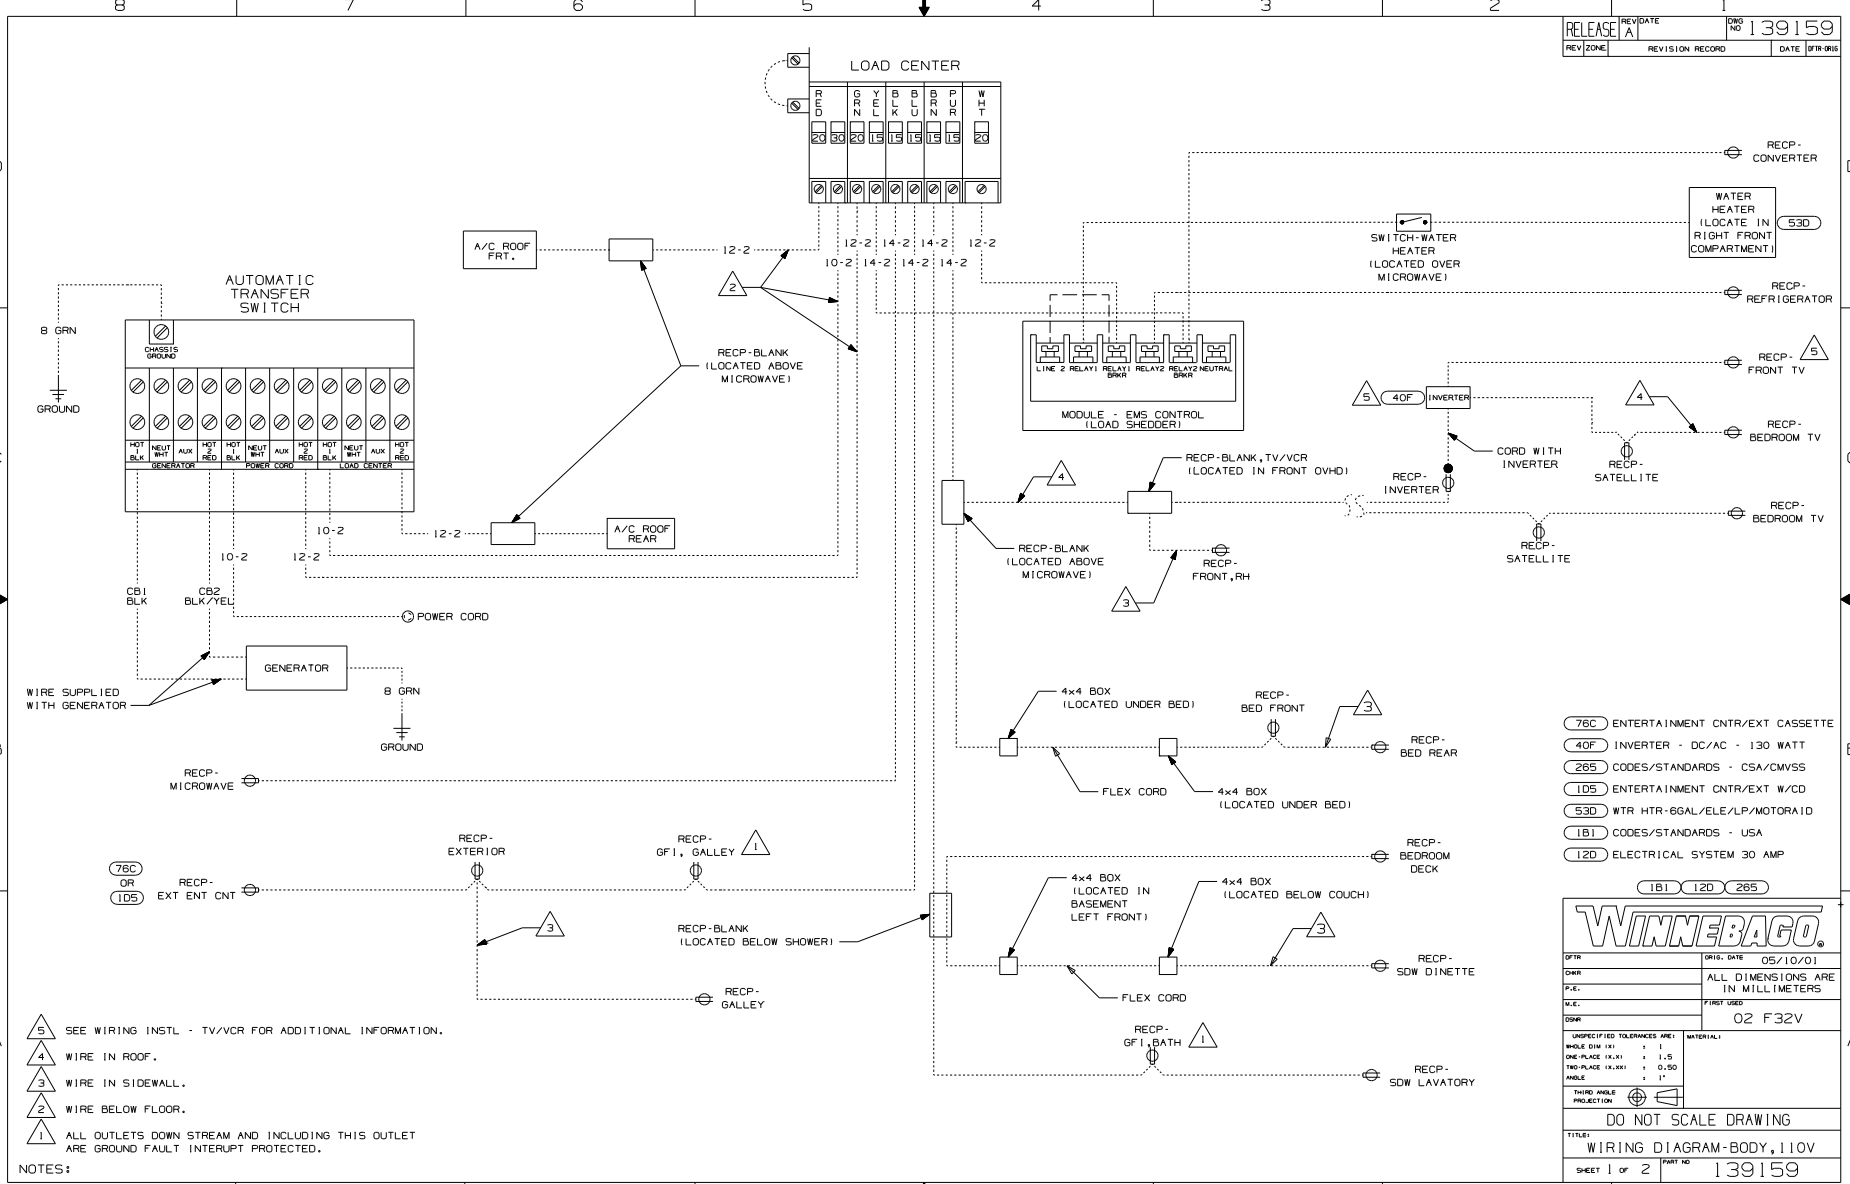 8 7 6 5 4 3 2 1
RELEASE
REV
A
DATE
DWG
NO
139159
REV ZONE REVISION RECORD DATE DFTR-ORIG
LOAD CENTER
RED GRN YEL BLK BLU BRN PUR WHT
20 30 20 15 15 15 15 15 20
D
D
RECP-
CONVERTER
WATER
HEATER
(LOCATE IN
RIGHT FRONT
COMPARTMENT)
53D
SWITCH-WATER
HEATER
(LOCATED OVER
MICROWAVE)
A/C ROOF
FRT.
12-2
12-2 14-2 14-2 12-2
10-2 14-2 14-2 14-2
2
AUTOMATIC
TRANSFER
SWITCH
RECP-
REFRIGERATOR
8 GRN
CHASSIS
GROUND
GROUND
RECP-BLANK
(LOCATED ABOVE
MICROWAVE)
LINE 2 RELAY1 RELAY1 BRKR RELAY2 RELAY2 BRKR NEUTRAL
MODULE - EMS CONTROL
(LOAD SHEDDER)
RECP-
FRONT TV
5
5
40F
INVERTER
4
RECP-
BEDROOM TV
HOT 1 BLK NEUT WHT AUX HOT 2 RED HOT 1 BLK NEUT WHT AUX HOT 2 RED HOT 1 BLK NEUT WHT AUX HOT 2 RED
GENERATOR POWER CORD LOAD CENTER
CORD WITH
INVERTER
RECP-
SATELLITE
C
RECP-BLANK,TV/VCR
(LOCATED IN FRONT OVHD)
4
RECP-
INVERTER
RECP-
BEDROOM TV
10-2
12-2
A/C ROOF
REAR
10-2
12-2
RECP-BLANK
(LOCATED ABOVE
MICROWAVE)
RECP-
FRONT,RH
RECP-
SATELLITE
3
CB1
BLK
CB2
BLK/YEL
POWER CORD
GENERATOR
8 GRN
GROUND
WIRE SUPPLIED
WITH GENERATOR
4x4 BOX
(LOCATED UNDER BED)
RECP-
BED FRONT
3
RECP-
BED REAR
FLEX CORD
4x4 BOX
(LOCATED UNDER BED)
RECP-
MICROWAVE
76C ENTERTAINMENT CNTR/EXT CASSETTE
40F INVERTER - DC/AC - 130 WATT
265 CODES/STANDARDS - CSA/CMVSS
1D5 ENTERTAINMENT CNTR/EXT W/CD
53D WTR HTR-6GAL/ELE/LP/MOTORAID
1B1 CODES/STANDARDS - USA
12D ELECTRICAL SYSTEM 30 AMP
1B1 12D 265
RECP-
EXTERIOR
RECP-
GFI, GALLEY
1
76C
OR
1D5
RECP-
EXT ENT CNT
RECP-
BEDROOM
DECK
4x4 BOX
(LOCATED IN
BASEMENT
LEFT FRONT)
4x4 BOX
(LOCATED BELOW COUCH)
3
3
RECP-BLANK
(LOCATED BELOW SHOWER)
RECP-
SDW DINETTE
FLEX CORD
RECP-
GALLEY
RECP-
GFI,BATH
1
RECP-
SDW LAVATORY
5 SEE WIRING INSTL - TV/VCR FOR ADDITIONAL INFORMATION.
4 WIRE IN ROOF.
3 WIRE IN SIDEWALL.
2 WIRE BELOW FLOOR.
1 ALL OUTLETS DOWN STREAM AND INCLUDING THIS OUTLET
ARE GROUND FAULT INTERUPT PROTECTED.
NOTES:
WINNEBAGO®
DFTR
CHKR
P.E.
M.E.
DSNR
ORIG. DATE 05/10/01
ALL DIMENSIONS ARE
IN MILLIMETERS
FIRST USED
02 F32V
UNSPECIFIED TOLERANCES ARE:
WHOLE DIM (X) : 1
ONE-PLACE (X.X) : 1.5
TWO-PLACE (X.XX) : 0.50
ANGLE : 1°
MATERIAL:
THIRD ANGLE
PROJECTION
DO NOT SCALE DRAWING
TITLE:
WIRING DIAGRAM-BODY,110V
SHEET 1 OF 2
PART NO
139159